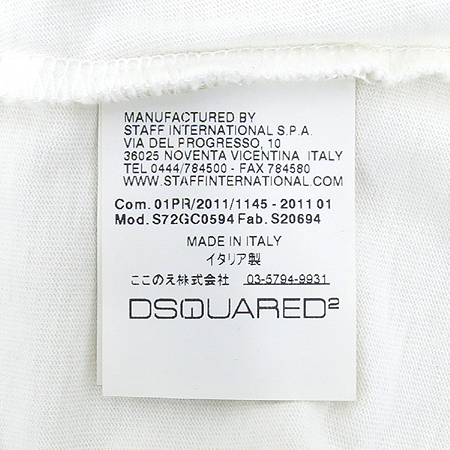 MANUFACTURED BY
STAFF INTERNATIONAL S.P.A.
VIA DEL PROGRESSO, 10
36025 NOVENTA VICENTINA ITALY
TEL 0444/784500 - FAX 784580
WWW.STAFFINTERNATIONAL.COM
Com. 01PR/2011/1145 - 2011 01
Mod. S72GC0594 Fab. S20694
MADE IN ITALY
イタリア製
ここのえ株式会社 03-5794-9931
DSQUARED²